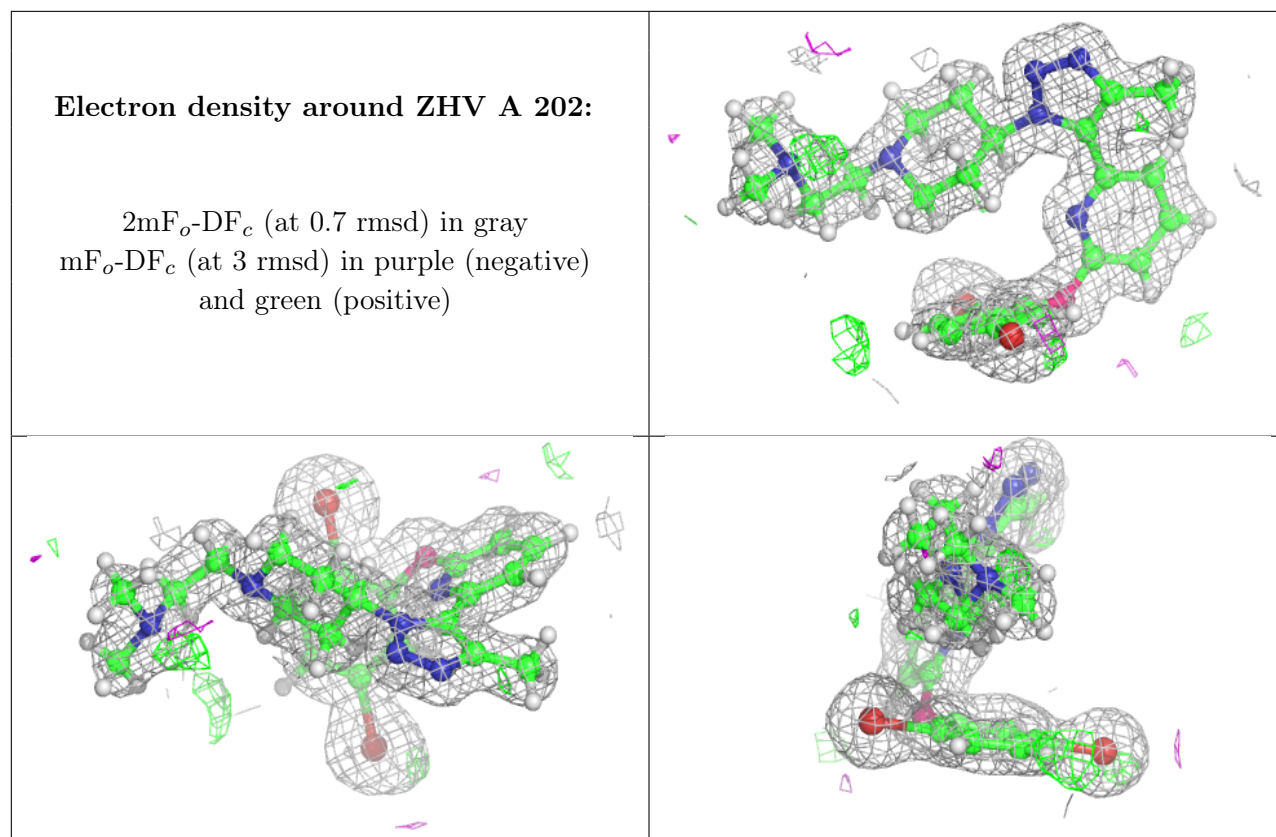 Electron density around ZHV A 202:
2mFo-DFc (at 0.7 rmsd) in gray
mFo-DFc (at 3 rmsd) in purple (negative)
and green (positive)